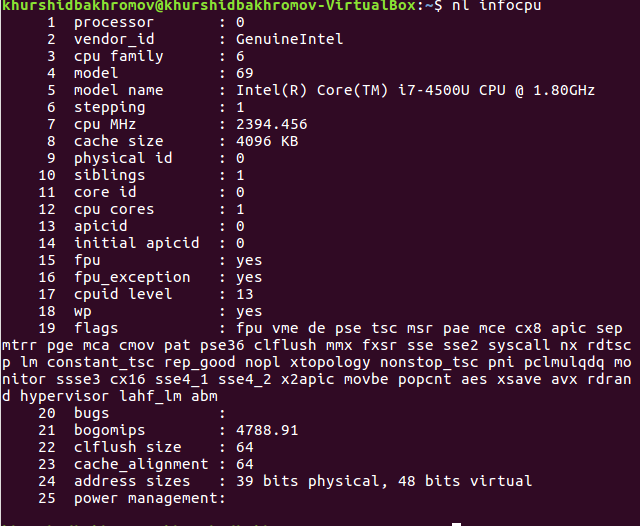 khurshidbakhromov@khurshidbakhromov-VirtualBox:~$ nl infocpu
1 processor : 0
2 vendor_id : GenuineIntel
3 cpu family : 6
4 model : 69
5 model name : Intel(R) Core(TM) i7-4500U CPU @ 1.80GHz
6 stepping : 1
7 cpu MHz : 2394.456
8 cache size : 4096 KB
9 physical id : 0
10 siblings : 1
11 core id : 0
12 cpu cores : 1
13 apicid : 0
14 initial apicid : 0
15 fpu : yes
16 fpu_exception : yes
17 cpuid level : 13
18 wp : yes
19 flags : fpu vme de pse tsc msr pae mce cx8 apic sep
mtrr pge mca cmov pat pse36 clflush mmx fxsr sse sse2 syscall nx rdtsc
p lm constant_tsc rep_good nopl xtopology nonstop_tsc pni pclmulqdq mo
nitor ssse3 cx16 sse4_1 sse4_2 x2apic movbe popcnt aes xsave avx rdran
d hypervisor lahf_lm abm
20 bugs :
21 bogomips : 4788.91
22 clflush size : 64
23 cache_alignment : 64
24 address sizes : 39 bits physical, 48 bits virtual
25 power management: